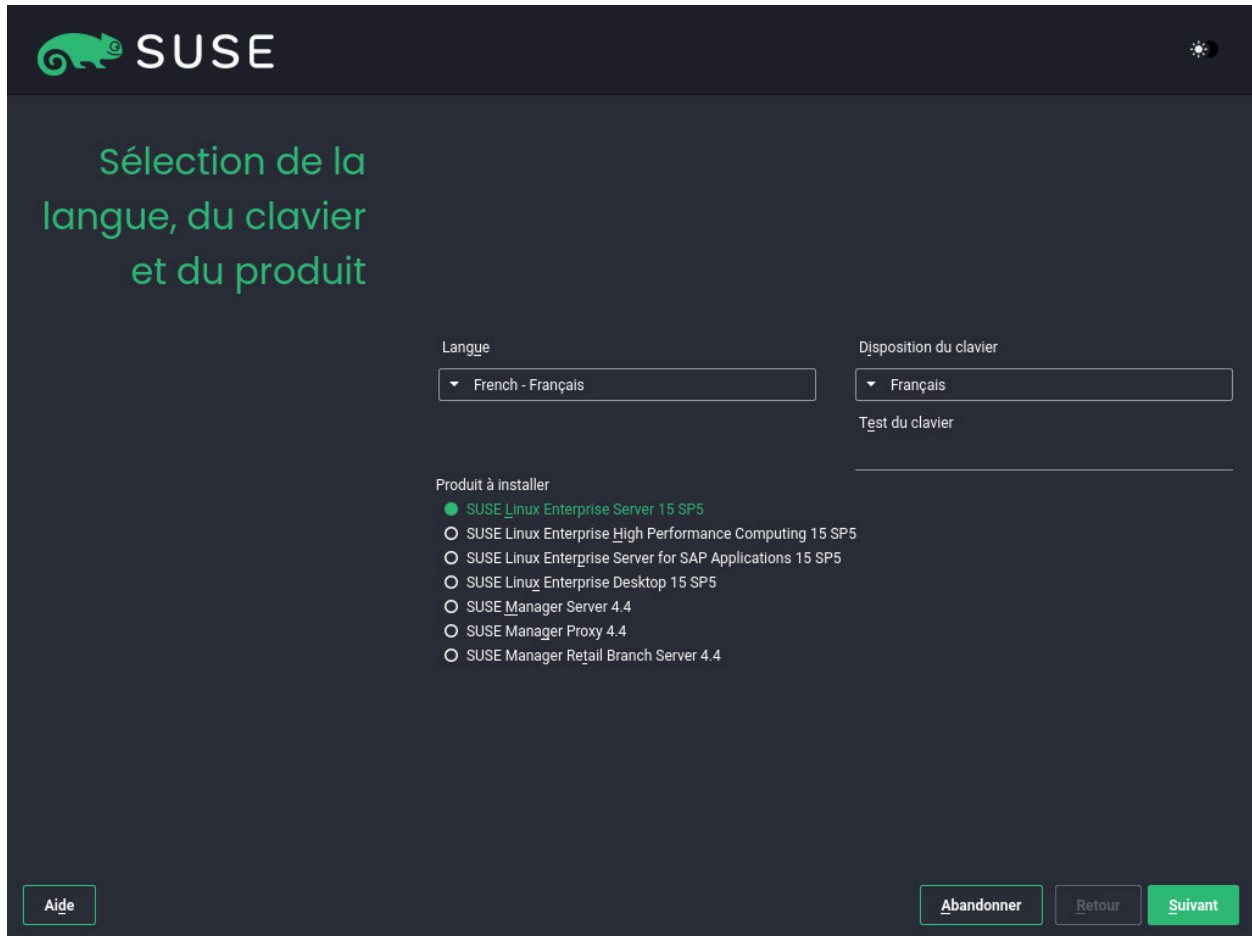 SUSE
Sélection de la
langue, du clavier
et du produit
Langue
French - Français
Disposition du clavier
Français
Test du clavier
Produit à installer
SUSE Linux Enterprise Server 15 SP5
SUSE Linux Enterprise High Performance Computing 15 SP5
SUSE Linux Enterprise Server for SAP Applications 15 SP5
SUSE Linux Enterprise Desktop 15 SP5
SUSE Manager Server 4.4
SUSE Manager Proxy 4.4
SUSE Manager Retail Branch Server 4.4
Aide
Abandonner
Retour
Suivant